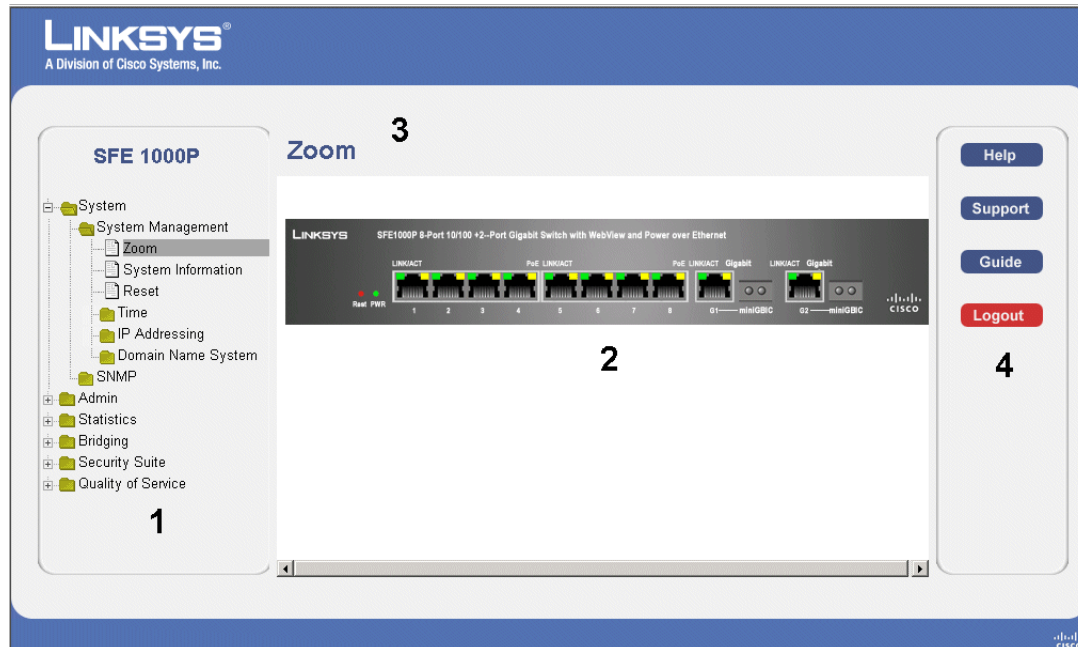 LINKSYS®
A Division of Cisco Systems, Inc.
SFE 1000P
System
System Management
Zoom
System Information
Reset
Time
IP Addressing
Domain Name System
SNMP
Admin
Statistics
Bridging
Security Suite
Quality of Service
1
Zoom
3
LINKSYS SFE1000P 8-Port 10/100 +2--Port Gigabit Switch with WebView and Power over Ethernet
LINK/ACT PoE LINK/ACT PoE LINK/ACT Gigabit LINK/ACT Gigabit
Rest PWR 1 2 3 4 5 6 7 8 G1 miniGBIC G2 miniGBIC CISCO
2
Help
Support
Guide
Logout
4
CISCO